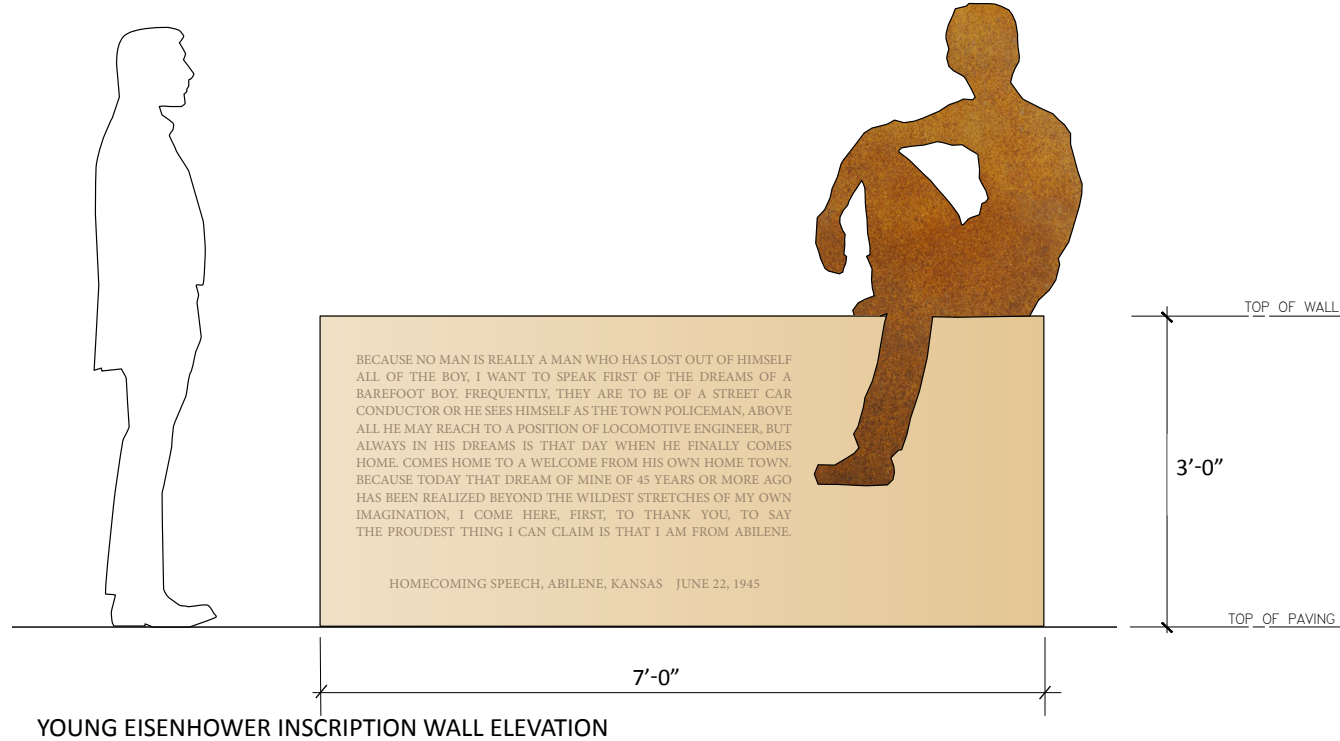 TOP OF WALL
BECAUSE NO MAN IS REALLY A MAN WHO HAS LOST OUT OF HIMSELF
ALL OF THE BOY, I WANT TO SPEAK FIRST OF THE DREAMS OF A
BAREFOOT BOY. FREQUENTLY, THEY ARE TO BE OF A STREET CAR
CONDUCTOR OR HE SEES HIMSELF AS THE TOWN POLICEMAN, ABOVE
ALL HE MAY REACH TO A POSITION OF LOCOMOTIVE ENGINEER, BUT
ALWAYS IN HIS DREAMS IS THAT DAY WHEN HE FINALLY COMES
HOME. COMES HOME TO A WELCOME FROM HIS OWN HOME TOWN.
BECAUSE TODAY THAT DREAM OF MINE OF 45 YEARS OR MORE AGO
HAS BEEN REALIZED BEYOND THE WILDEST STRETCHES OF MY OWN
IMAGINATION, I COME HERE, FIRST, TO THANK YOU, TO SAY
THE PROUDEST THING I CAN CLAIM IS THAT I AM FROM ABILENE.
HOMECOMING SPEECH, ABILENE, KANSAS JUNE 22, 1945
3’-0”
TOP OF PAVING
7’-0”
YOUNG EISENHOWER INSCRIPTION WALL ELEVATION